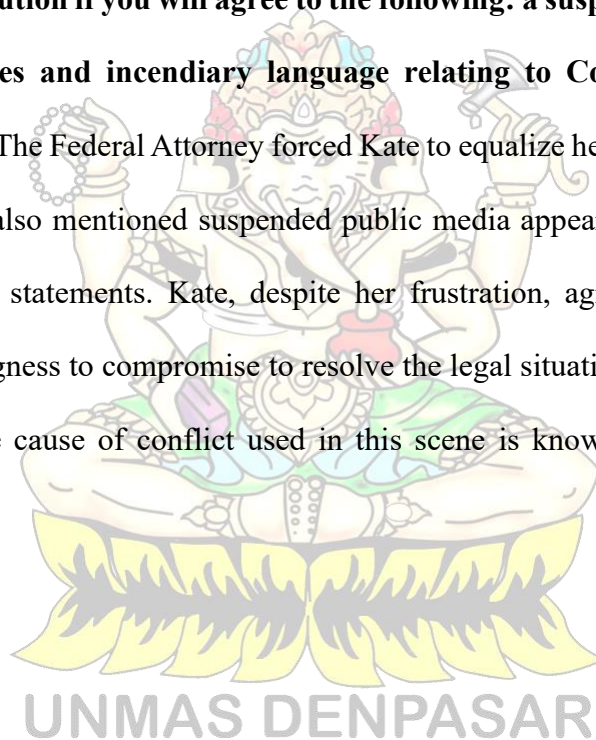 ution if you will agree to the following: a susp
es and incendiary language relating to Co
The Federal Attorney forced Kate to equalize he
also mentioned suspended public media appear
statements. Kate, despite her frustration, ag
gness to compromise to resolve the legal situati
e cause of conflict used in this scene is know
UNMAS DENPASAR